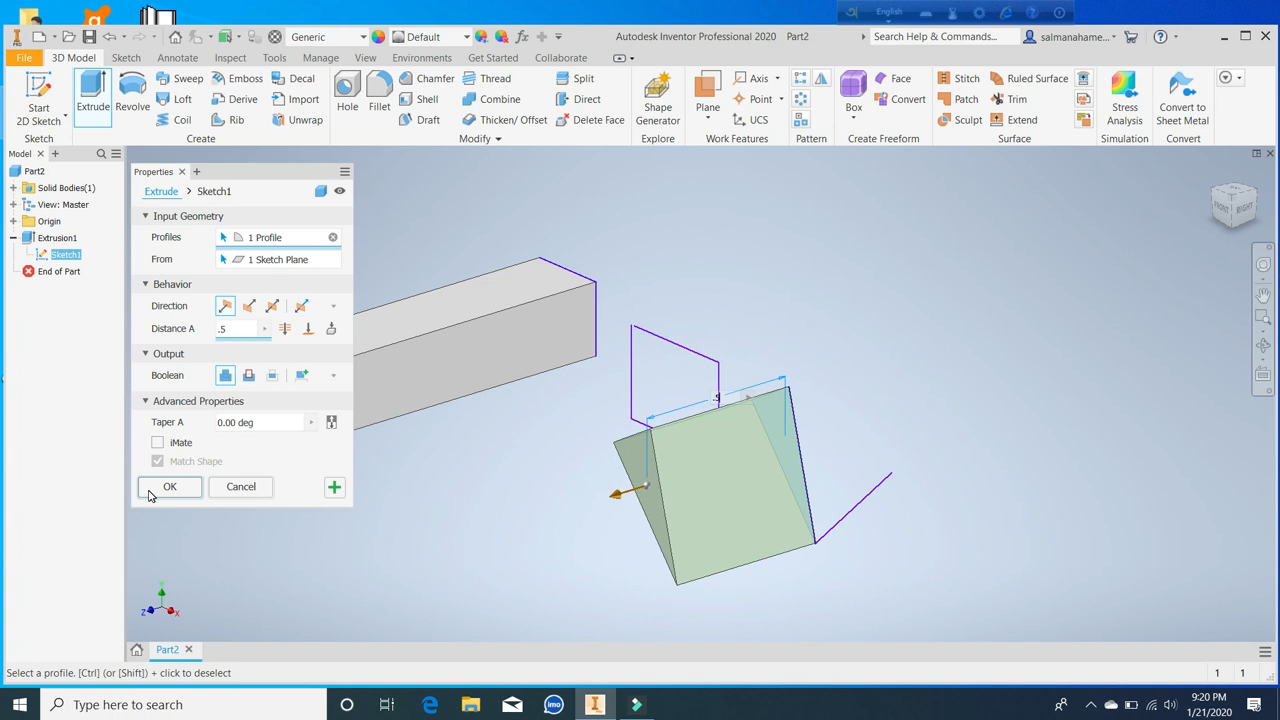 English
PRO
Generic
Default
Autodesk Inventor Professional 2020 Part2
Search Help & Commands...
salmanahame...
File 3D Model Sketch Annotate Inspect Tools Manage View Environments Get Started Collaborate
Start
2D Sketch
Extrude
Revolve
Sweep
Loft
Coil
Emboss
Derive
Rib
Decal
Import
Unwrap
Hole
Fillet
Chamfer
Shell
Draft
Thread
Combine
Thicken/ Offset
Split
Direct
Delete Face
Shape
Generator
Plane
Axis
Point
UCS
Box
Face
Convert
Stitch
Patch
Sculpt
Ruled Surface
Trim
Extend
Stress
Analysis
Convert to
Sheet Metal
Sketch
Create
Modify
Explore
Work Features
Pattern
Create Freeform
Surface
Simulation
Convert
Model
Part2
Solid Bodies(1)
View: Master
Origin
Extrusion1
Sketch1
End of Part
Properties
Extrude > Sketch1
Input Geometry
Profiles 1 Profile
From 1 Sketch Plane
Behavior
Direction
Distance A .5
Output
Boolean
Advanced Properties
Taper A 0.00 deg
iMate
Match Shape
OK Cancel
.5
FRONT RIGHT
Y
Z
X
Part2
Select a profile. [Ctrl] (or [Shift]) + click to deselect
1 1
Type here to search
imo
9:20 PM
1/21/2020